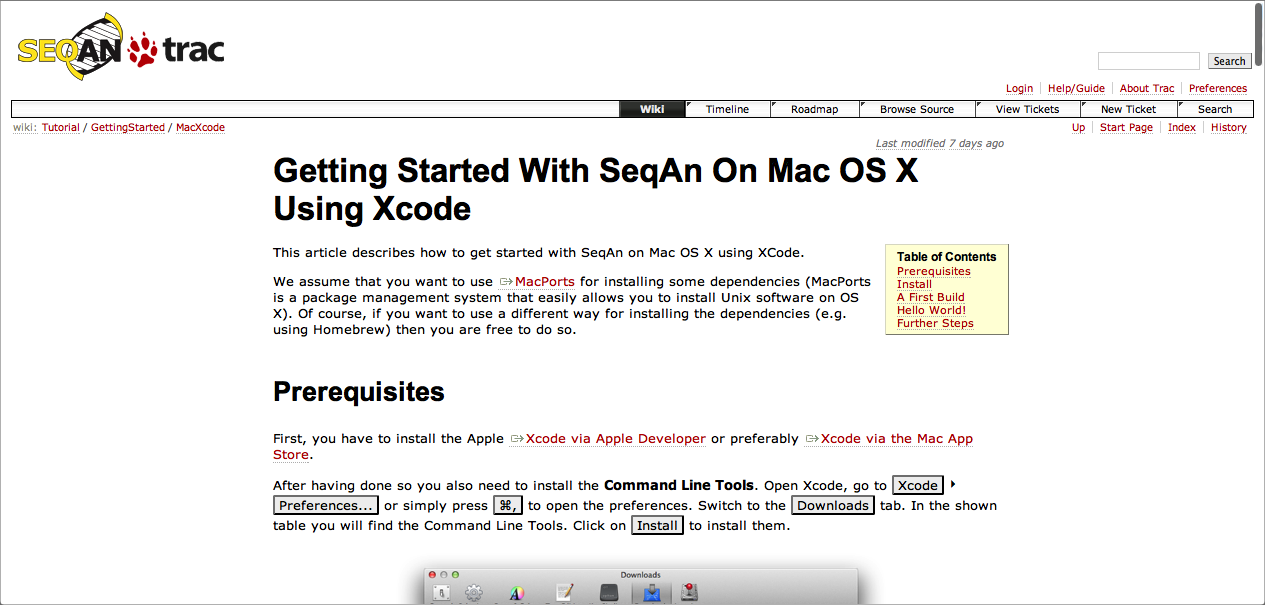 SEQAN trac
Search
Login Help/Guide About Trac Preferences
Wiki Timeline Roadmap Browse Source View Tickets New Ticket Search
wiki: Tutorial / GettingStarted / MacXcode
Up Start Page Index History
Last modified 7 days ago
Getting Started With SeqAn On Mac OS X
Using Xcode
This article describes how to get started with SeqAn on Mac OS X using XCode.
We assume that you want to use MacPorts for installing some dependencies (MacPorts
is a package management system that easily allows you to install Unix software on OS
X). Of course, if you want to use a different way for installing the dependencies (e.g.
using Homebrew) then you are free to do so.
Table of Contents
Prerequisites
Install
A First Build
Hello World!
Further Steps
Prerequisites
First, you have to install the Apple Xcode via Apple Developer or preferably Xcode via the Mac App
Store.
After having done so you also need to install the Command Line Tools. Open Xcode, go to Xcode
Preferences... or simply press ⌘, to open the preferences. Switch to the Downloads tab. In the shown
table you will find the Command Line Tools. Click on Install to install them.
Downloads